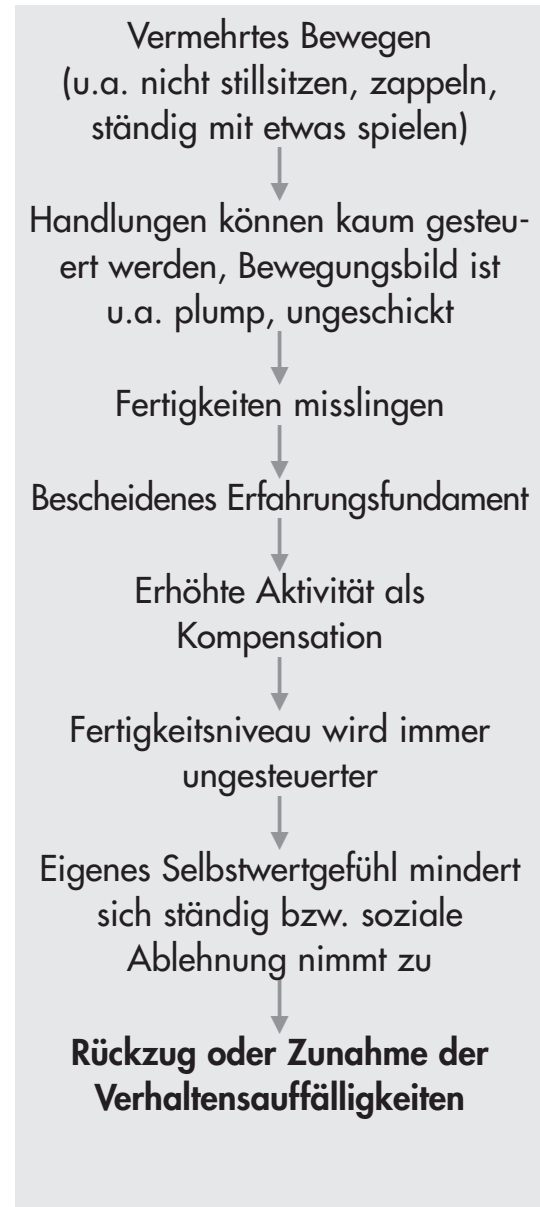 Vermehrtes Bewegen
(u.a. nicht stillsitzen, zappeln,
ständig mit etwas spielen)
Handlungen können kaum gesteu-
ert werden, Bewegungsbild ist
u.a. plump, ungeschickt
Fertigkeiten misslingen
Bescheidenes Erfahrungsfundament
Erhöhte Aktivität als
Kompensation
Fertigkeitsniveau wird immer
ungesteuerter
Eigenes Selbstwertgefühl mindert
sich ständig bzw. soziale
Ablehnung nimmt zu
Rückzug oder Zunahme der
Verhaltensauffälligkeiten